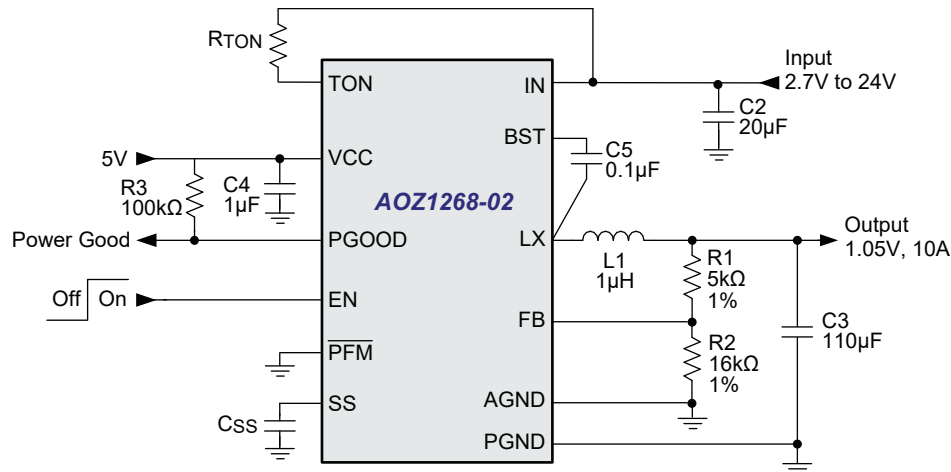 RTON
TON
IN
Input
2.7V to 24V
C2
20µF
BST
C5
0.1µF
5V
VCC
R3
100kΩ
C4
1µF
AOZ1268-02
Power Good
PGOOD
LX
L1
1µH
Output
1.05V, 10A
R1
5kΩ
1%
Off
On
EN
FB
C3
110µF
R2
16kΩ
1%
PFM
SS
CSS
AGND
PGND